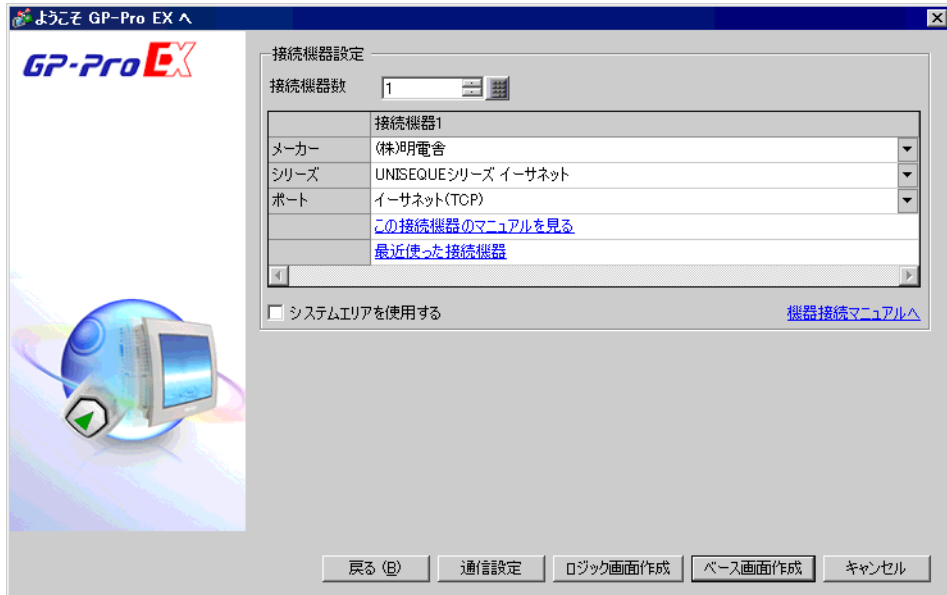 ようこそ GP-Pro EX へ
GP-Pro EX
接続機器設定
接続機器数 1
接続機器1
メーカー (株)明電舎
シリーズ UNISEQUEシリーズ イーサネット
ポート イーサネット(TCP)
この接続機器のマニュアルを見る
最近使った接続機器
システムエリアを使用する 機器接続マニュアルへ
戻る (B) 通信設定 ロジック画面作成 ベース画面作成 キャンセル